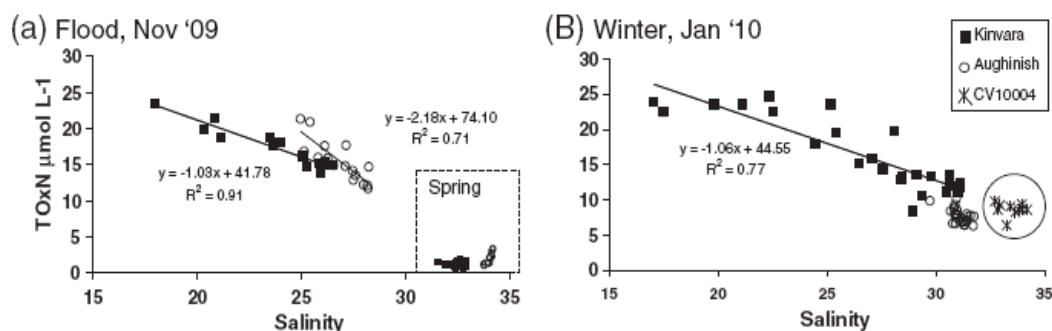 (a) Flood, Nov ‘09
TOxN µmol L-1
30
25
20
15
10
5
0
15
20
25
30
35
Salinity
y = -2.18x + 74.10
R² = 0.71
y = -1.03x + 41.78
R² = 0.91
Spring
(B) Winter, Jan ‘10
30
25
20
15
10
5
0
15
20
25
30
35
Salinity
y = -1.06x + 44.55
R² = 0.77
Kinvara
Aughinish
CV10004